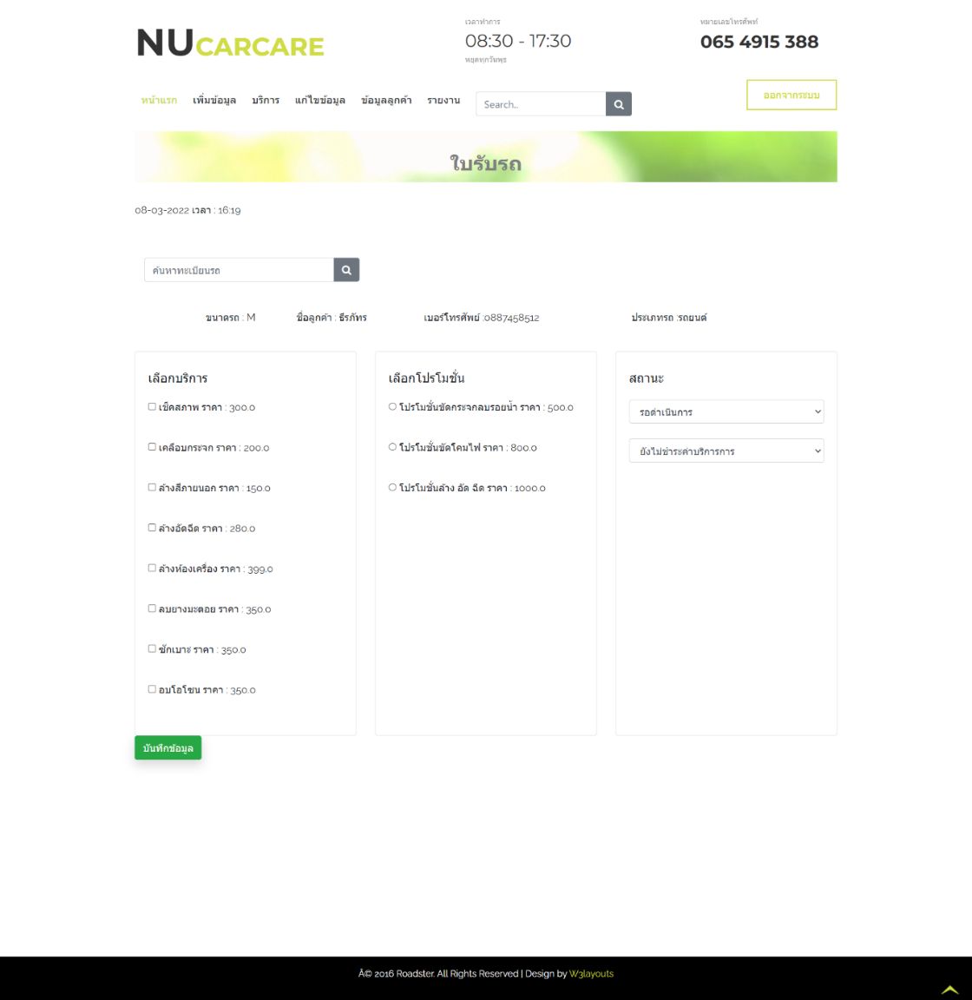 NUCARCARE
เวลาทำการ
08:30 - 17:30
หยุดทุกวันพุธ
หมายเลขโทรศัพท์
065 4915 388
หน้าแรก เพิ่มข้อมูล บริการ แก้ไขข้อมูล ข้อมูลลูกค้า รายงาน Search..
ออกจากระบบ
ใบรับรถ
08-03-2022 เวลา : 16:19
ค้นหาทะเบียนรถ
ขนาดรถ : M ชื่อลูกค้า : ธีรภัทร เบอร์โทรศัพย์ :0887458512 ประเภทรถ :รถยนต์
เลือกบริการ
เช็คสภาพ ราคา : 300.0
เคลือบกระจก ราคา : 200.0
ล้างสีภายนอก ราคา : 150.0
ล้างอัดฉีด ราคา : 280.0
ล้างห้องเครื่อง ราคา : 399.0
ลบยางมะตอย ราคา : 350.0
ซักเบาะ ราคา : 350.0
อบโอโซน ราคา : 350.0
เลือกโปรโมชั่น
โปรโมชั่นขัดกระจกลบรอยน้ำ ราคา : 500.0
โปรโมชั่นขัดโคมไฟ ราคา : 800.0
โปรโมชั่นล้าง อัด ฉีด ราคา : 1000.0
สถานะ
รอดำเนินการ
ยังไม่ชำระค่าบริการการ
บันทึกข้อมูล
Â© 2016 Roadster. All Rights Reserved | Design by W3layouts